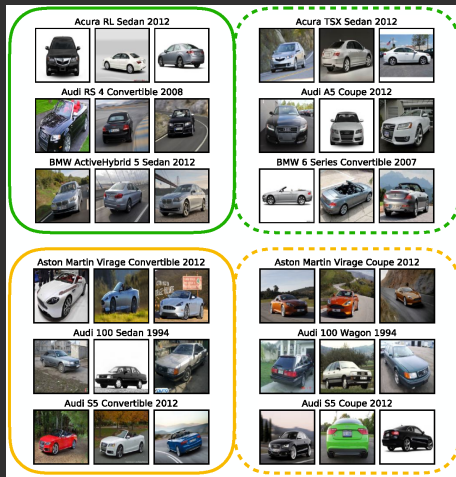 Acura RL Sedan 2012
Audi RS 4 Convertible 2008
BMW ActiveHybrid 5 Sedan 2012
Acura TSX Sedan 2012
Audi A5 Coupe 2012
BMW 6 Series Convertible 2007
Aston Martin Virage Convertible 2012
Audi 100 Sedan 1994
Audi S5 Convertible 2012
Aston Martin Virage Coupe 2012
Audi 100 Wagon 1994
Audi S5 Coupe 2012